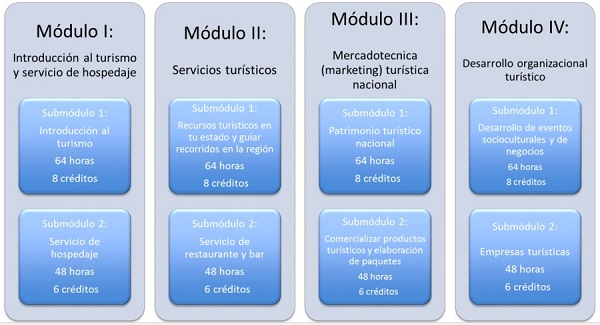 Módulo I:
Introducción al turismo
y servicio de hospedaje
Submódulo 1:
Introducción al
turismo
64 horas
8 créditos
Submódulo 2:
Servicio de
hospedaje
48 horas
6 créditos
Módulo II:
Servicios turísticos
Submódulo 1:
Recursos turísticos en
tu estado y guiar
recorridos en la región
64 horas
8 créditos
Submódulo 2:
Servicio de
restaurante y bar
48 horas
6 créditos
Módulo III:
Mercadotecnica
(marketing) turística
nacional
Submódulo 1:
Patrimonio turístico
nacional
64 horas
8 créditos
Submódulo 2:
Comercializar productos
turísticos y elaboración
de paquetes
48 horas
6 créditos
Módulo IV:
Desarrollo organizacional
turístico
Submódulo 1:
Desarrollo de eventos
socioculturales y de
negocios
64 horas
8 créditos
Submódulo 2:
Empresas turísticas
48 horas
6 créditos